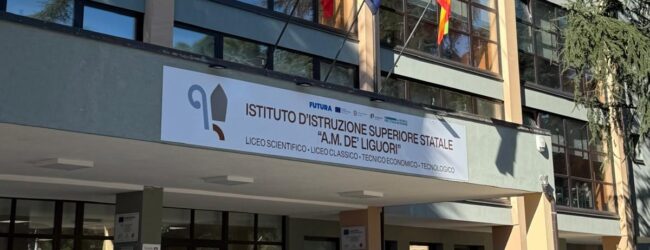 FUTURA
ISTITUTO D'ISTRUZIONE SUPERIORE STATALE
"A.M. DE' LIGUORI"
LICEO SCIENTIFICO • LICEO CLASSICO • TECNICO ECONOMICO • TECNOLOGICO